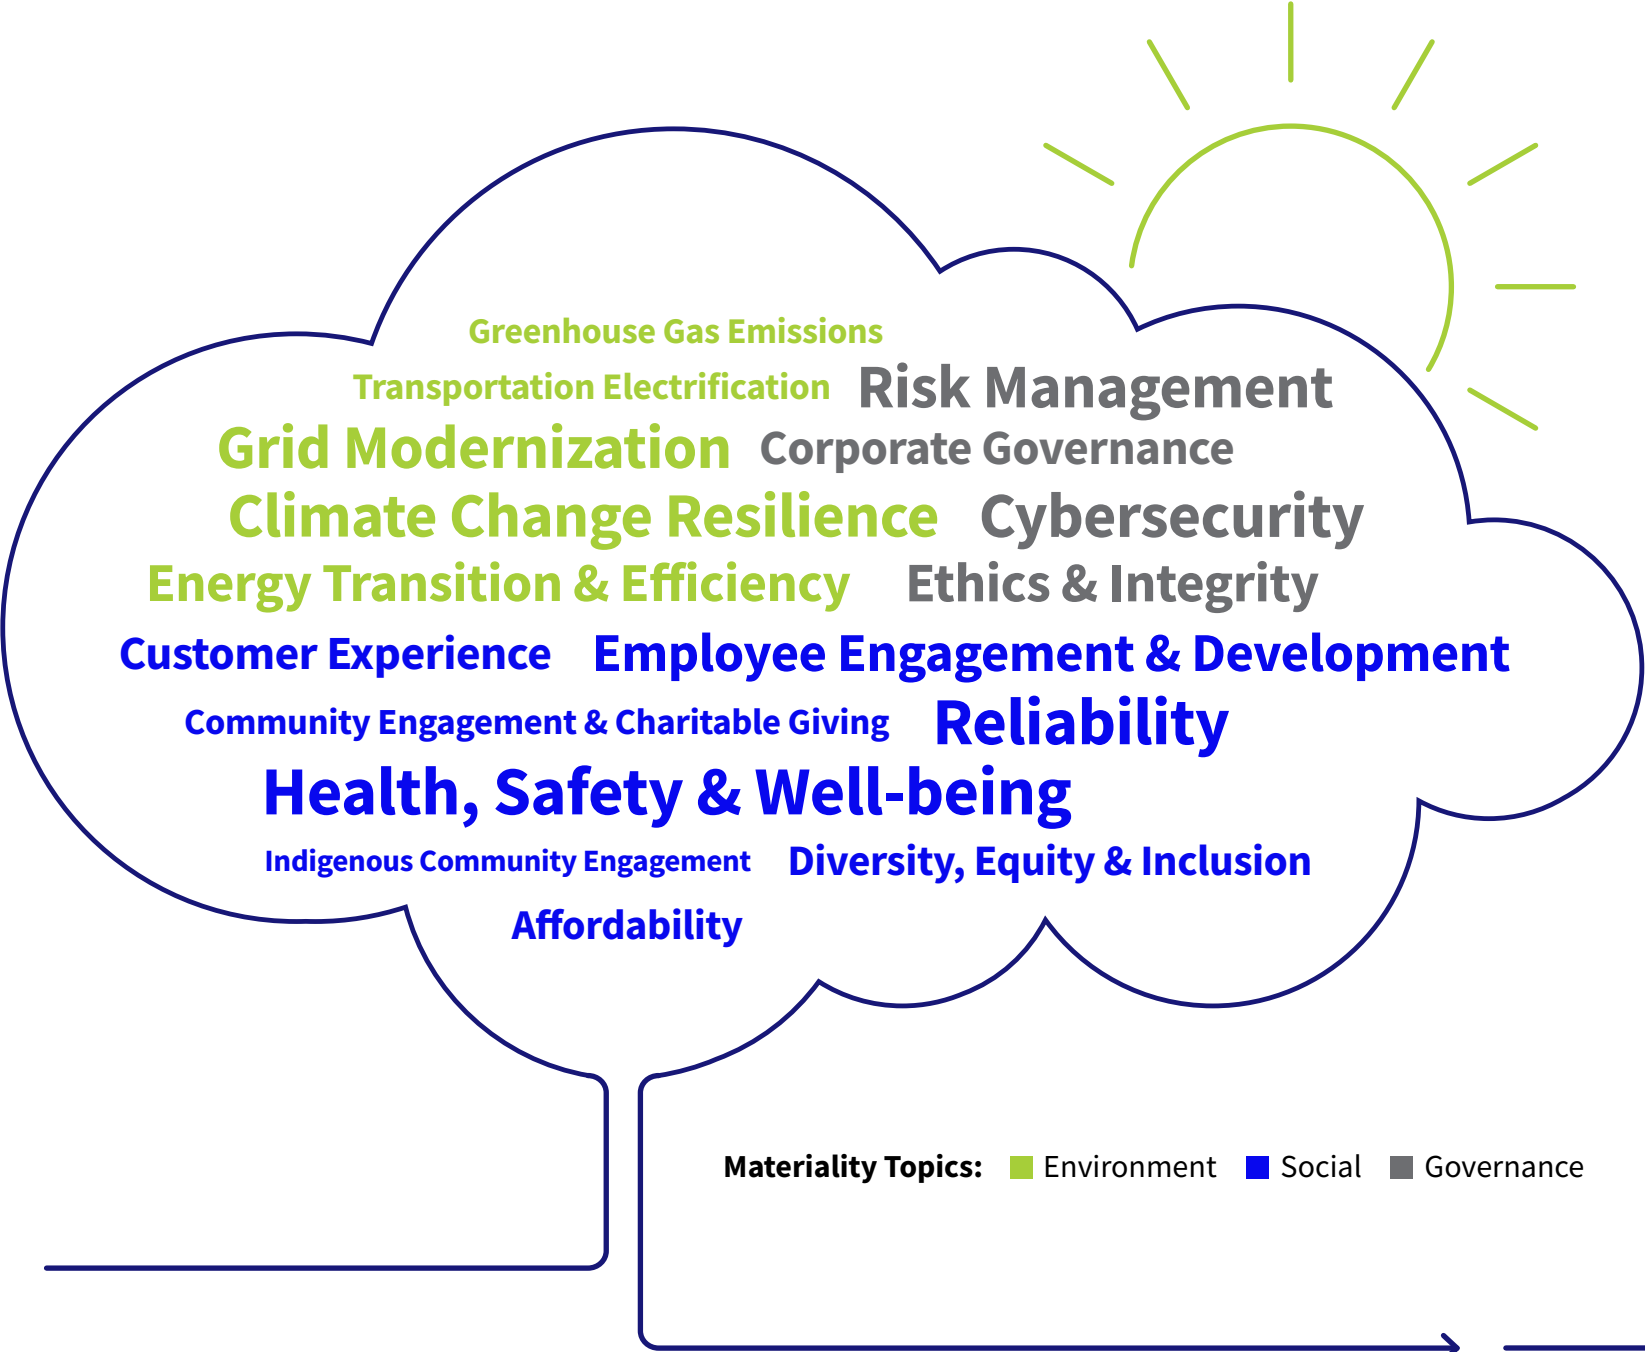 Greenhouse Gas Emissions
Transportation Electrification Risk Management
Grid Modernization Corporate Governance
Climate Change Resilience Cybersecurity
Energy Transition & Efficiency Ethics & Integrity
Customer Experience Employee Engagement & Development
Community Engagement & Charitable Giving Reliability
Health, Safety & Well-being
Indigenous Community Engagement Diversity, Equity & Inclusion
Affordability
Materiality Topics: Environment Social Governance